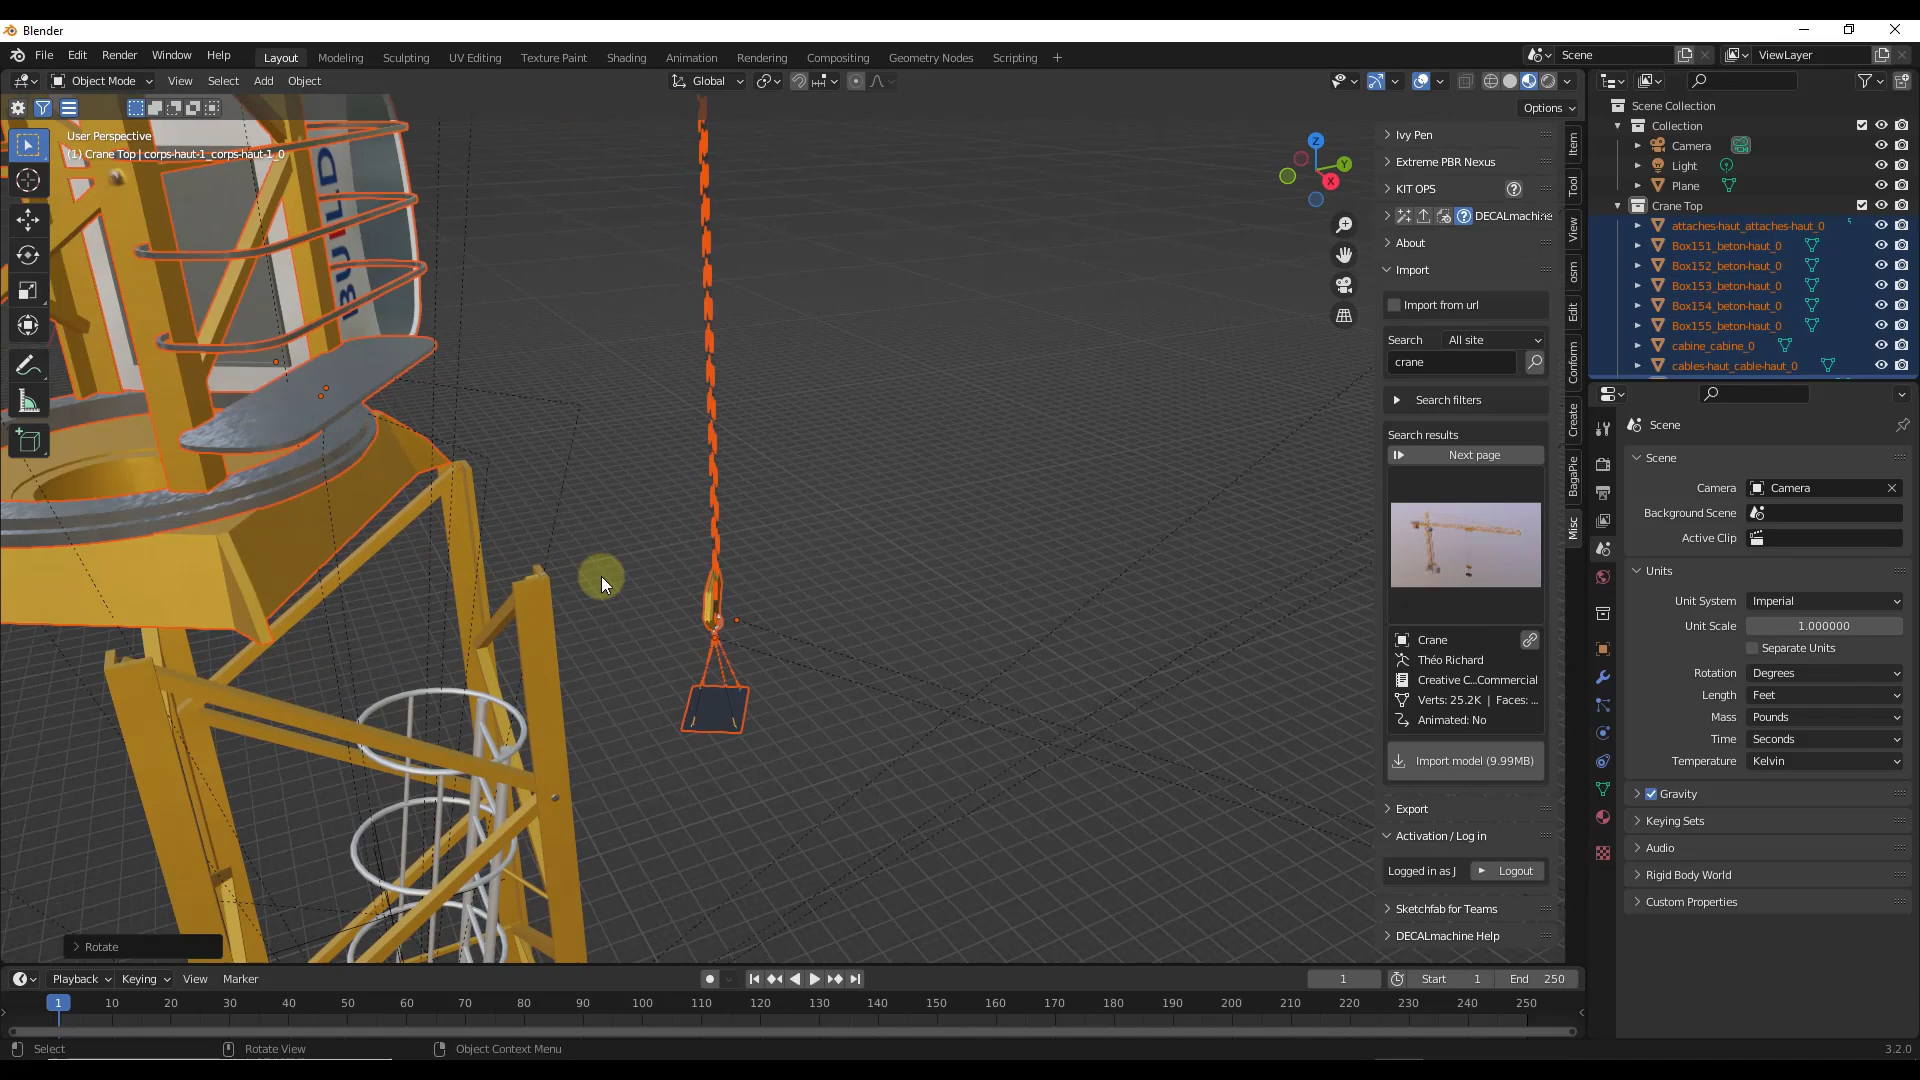 Blender
File Edit Render Window Help Layout Modeling Sculpting UV Editing Texture Paint Shading Animation Rendering Compositing Geometry Nodes Scripting + Scene ViewLayer
Object Mode View Select Add Object Global
Options
User Perspective
(1) Crane Top | corps-haut-1_corps-haut-1_0
BUILD
Z
Y
X
Ivy Pen
Extreme PBR Nexus
KIT OPS
DECALmachine
About
Import
Import from url
Search All site
crane
Search filters
Search results
Next page
Crane
Théo Richard
Creative C...Commercial
Verts: 25.2K | Faces: ...
Animated: No
Import model (9.99MB)
Export
Activation / Log in
Logged in as J Logout
Sketchfab for Teams
DECALmachine Help
Item
Tool
View
osm
Edit
Conform
Create
BagaPie
Misc
Scene Collection
Collection
Camera
Light
Plane
Crane Top
attaches-haut_attaches-haut_0
Box151_beton-haut_0
Box152_beton-haut_0
Box153_beton-haut_0
Box154_beton-haut_0
Box155_beton-haut_0
cabine_cabine_0
cables-haut_cable-haut_0
Scene
Scene
Camera Camera
Background Scene
Active Clip
Units
Unit System Imperial
Unit Scale 1.000000
Separate Units
Rotation Degrees
Length Feet
Mass Pounds
Time Seconds
Temperature Kelvin
Gravity
Keying Sets
Audio
Rigid Body World
Custom Properties
Rotate
Playback Keying View Marker 1 Start 1 End 250
1 10 20 30 40 50 60 70 80 90 100 110 120 130 140 150 160 170 180 190 200 210 220 230 240 250
Select Rotate View Object Context Menu 3.2.0